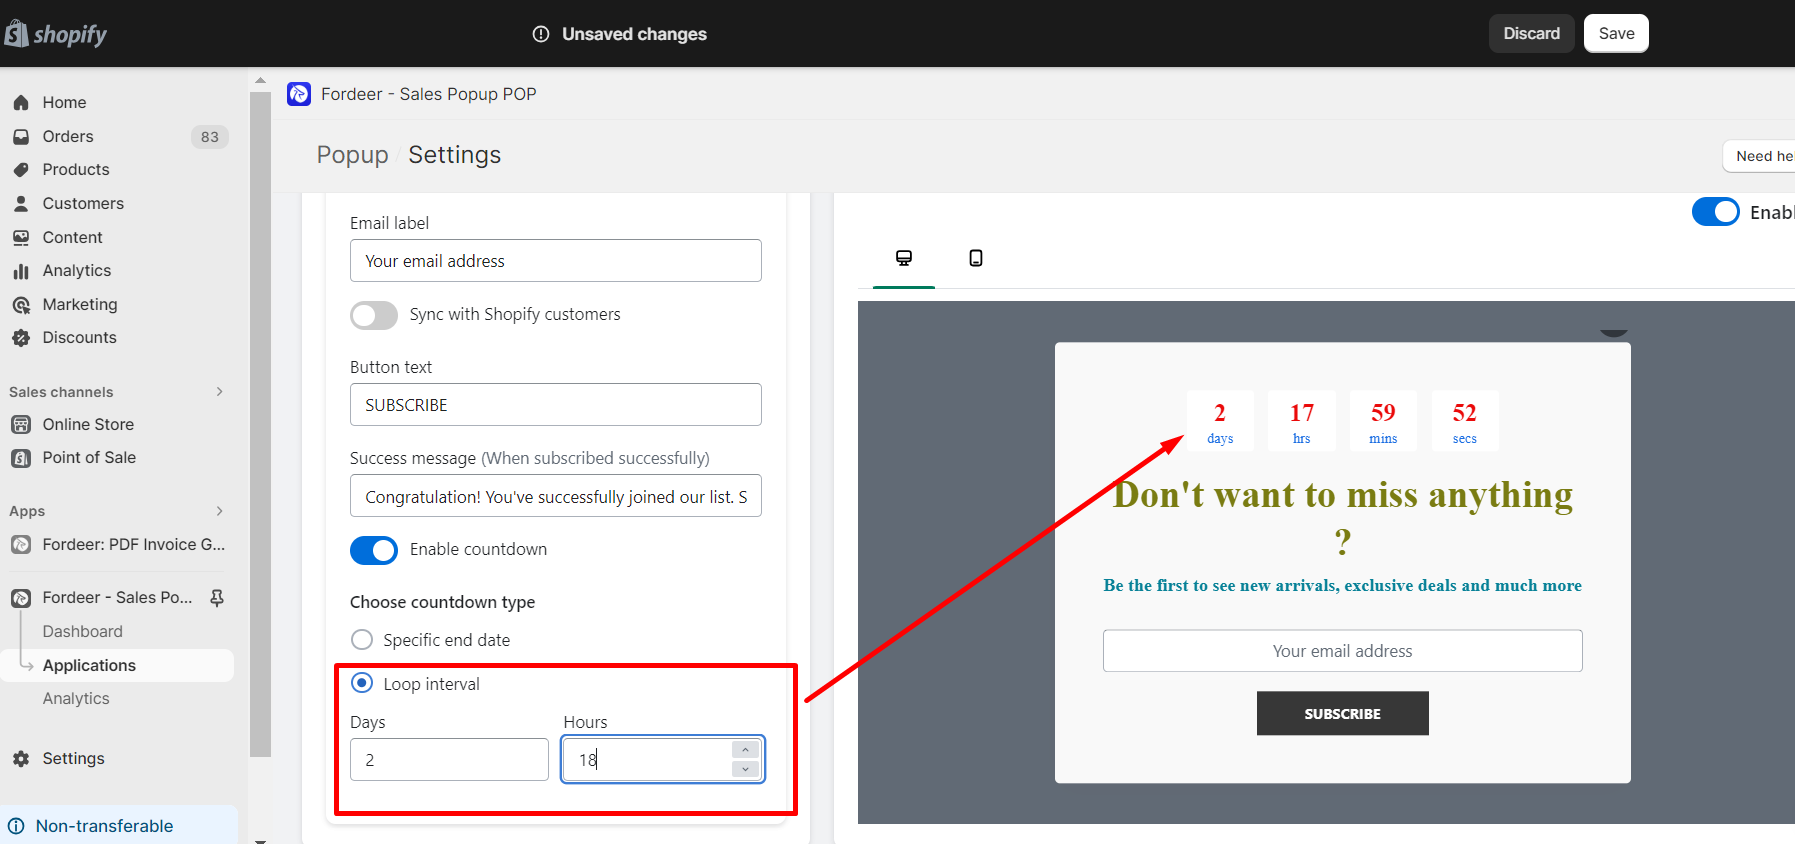 shopify
Unsaved changes
Discard
Save
Home
Orders 83
Products
Customers
Content
Analytics
Marketing
Discounts
Sales channels
Online Store
Point of Sale
Apps
Fordeer: PDF Invoice G...
Fordeer - Sales Po...
Dashboard
Applications
Analytics
Settings
Non-transferable
Fordeer - Sales Popup POP
Popup / Settings
Need hel
Email label
Your email address
Sync with Shopify customers
Button text
SUBSCRIBE
Success message (When subscribed successfully)
Congratulation! You've successfully joined our list. S
Enable countdown
Choose countdown type
Specific end date
Loop interval
Days Hours
2 18
Enabl
2 17 59 52
days hrs mins secs
Don't want to miss anything
?
Be the first to see new arrivals, exclusive deals and much more
Your email address
SUBSCRIBE